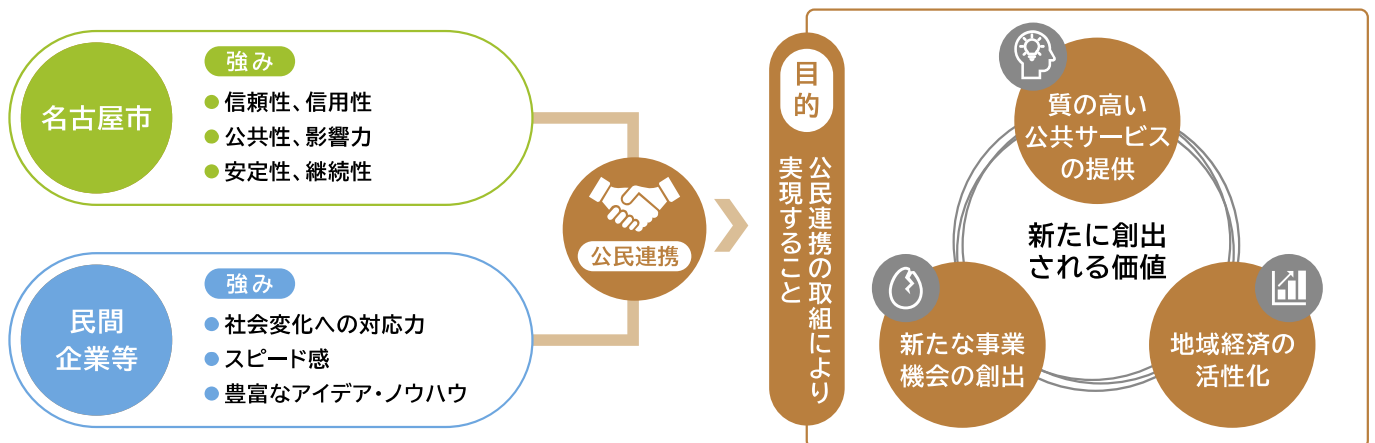 名古屋市
強み
●信頼性、信用性
●公共性、影響力
●安定性、継続性
民間
企業等
強み
●社会変化への対応力
●スピード感
●豊富なアイデア・ノウハウ
公民連携
目的
公民連携の取組により
実現すること
質の高い
公共サービス
の提供
新たに創出
される価値
新たな事業
機会の創出
地域経済の
活性化